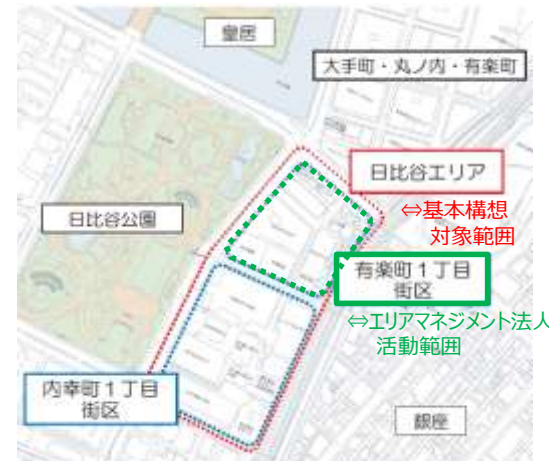 皇居
大手町・丸ノ内・有楽町
日比谷エリア
⇔基本構想
対象範囲
日比谷公園
有楽町1丁目
街区
⇔エリアマネジメント法人
活動範囲
内幸町1丁目
街区
銀座